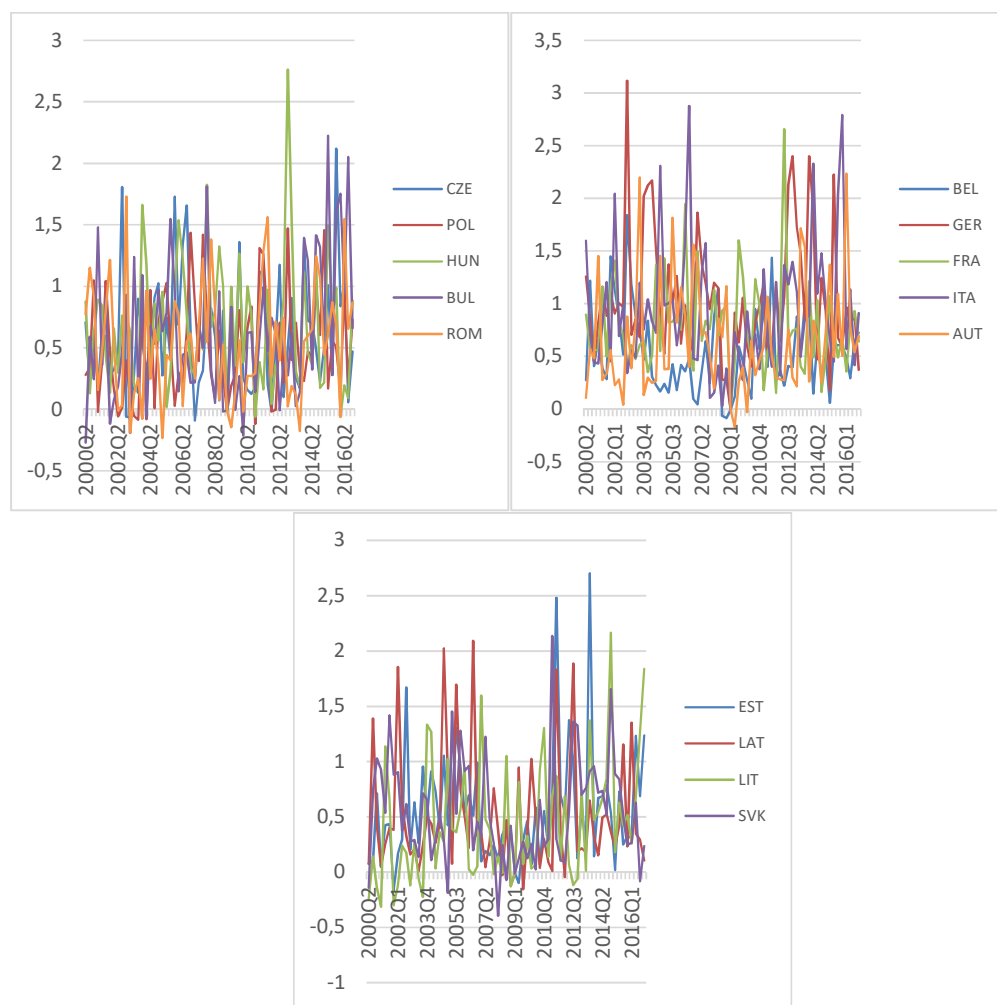 3
2,5
2
1,5
1
0,5
0
-0,5
2000Q2
2002Q2
2004Q2
2006Q2
2008Q2
2010Q2
2012Q2
2014Q2
2016Q2
CZE
POL
HUN
BUL
ROM
3,5
3
2,5
2
1,5
1
0,5
0
-0,5
2000Q2
2002Q1
2003Q4
2005Q3
2007Q2
2009Q1
2010Q4
2012Q3
2014Q2
2016Q1
BEL
GER
FRA
ITA
AUT
3
2,5
2
1,5
1
0,5
0
-0,5
-1
2000Q2
2002Q1
2003Q4
2005Q3
2007Q2
2009Q1
2010Q4
2012Q3
2014Q2
2016Q1
EST
LAT
LIT
SVK